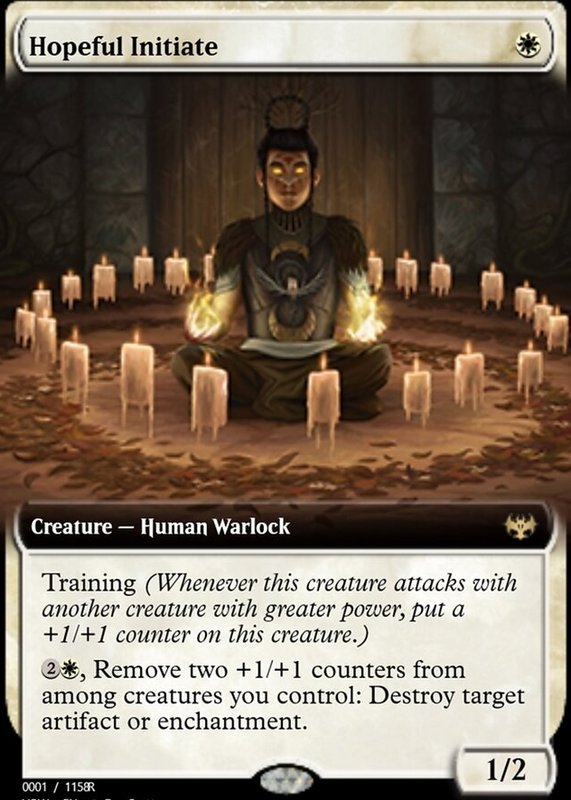 Hopeful Initiate
Creature — Human Warlock
Training (Whenever this creature attacks with
another creature with greater power, put a
+1/+1 counter on this creature.)
2, Remove two +1/+1 counters from
among creatures you control: Destroy target
artifact or enchantment.
1/2
0001 / 1158R